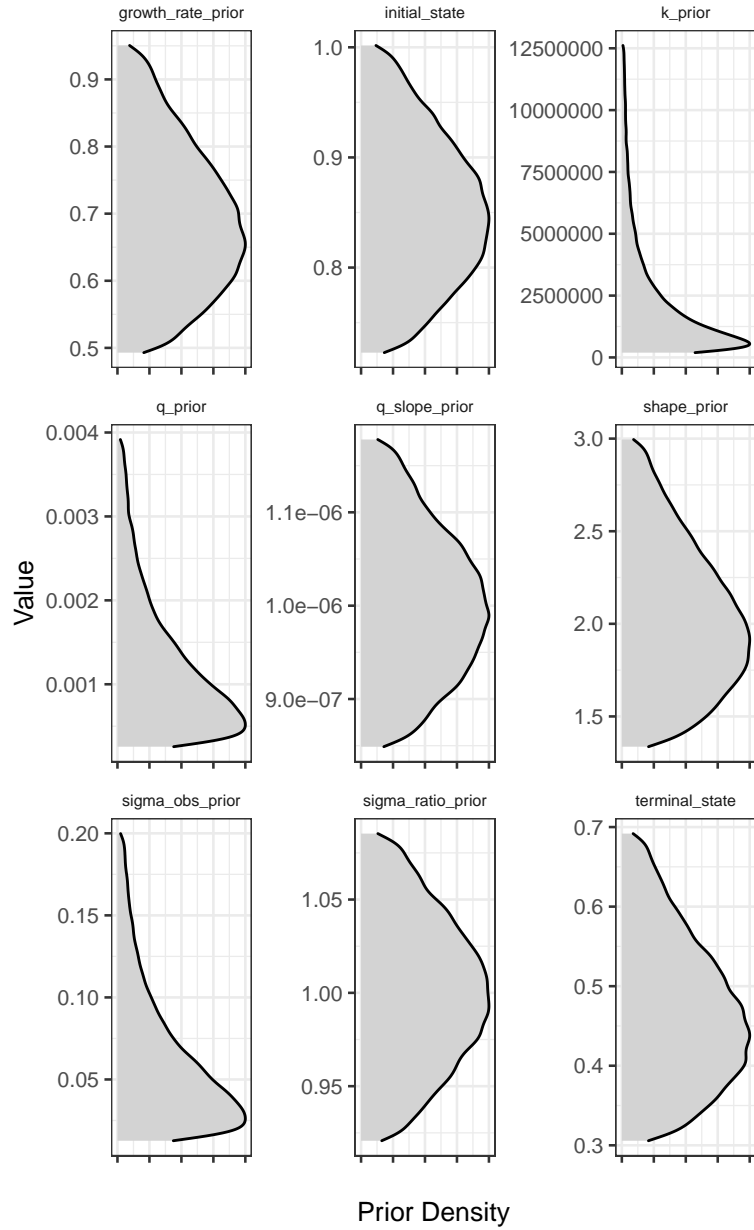 growth_rate_prior
0.9
0.8
0.7
0.6
0.5
initial_state
1.0
0.9
0.8
k_prior
12500000
10000000
7500000
5000000
2500000
0
q_prior
0.004
0.003
0.002
0.001
q_slope_prior
1.1e−06
1.0e−06
9.0e−07
shape_prior
3.0
2.5
2.0
1.5
sigma_obs_prior
0.20
0.15
0.10
0.05
sigma_ratio_prior
1.05
1.00
0.95
terminal_state
0.7
0.6
0.5
0.4
0.3
Value
Prior Density